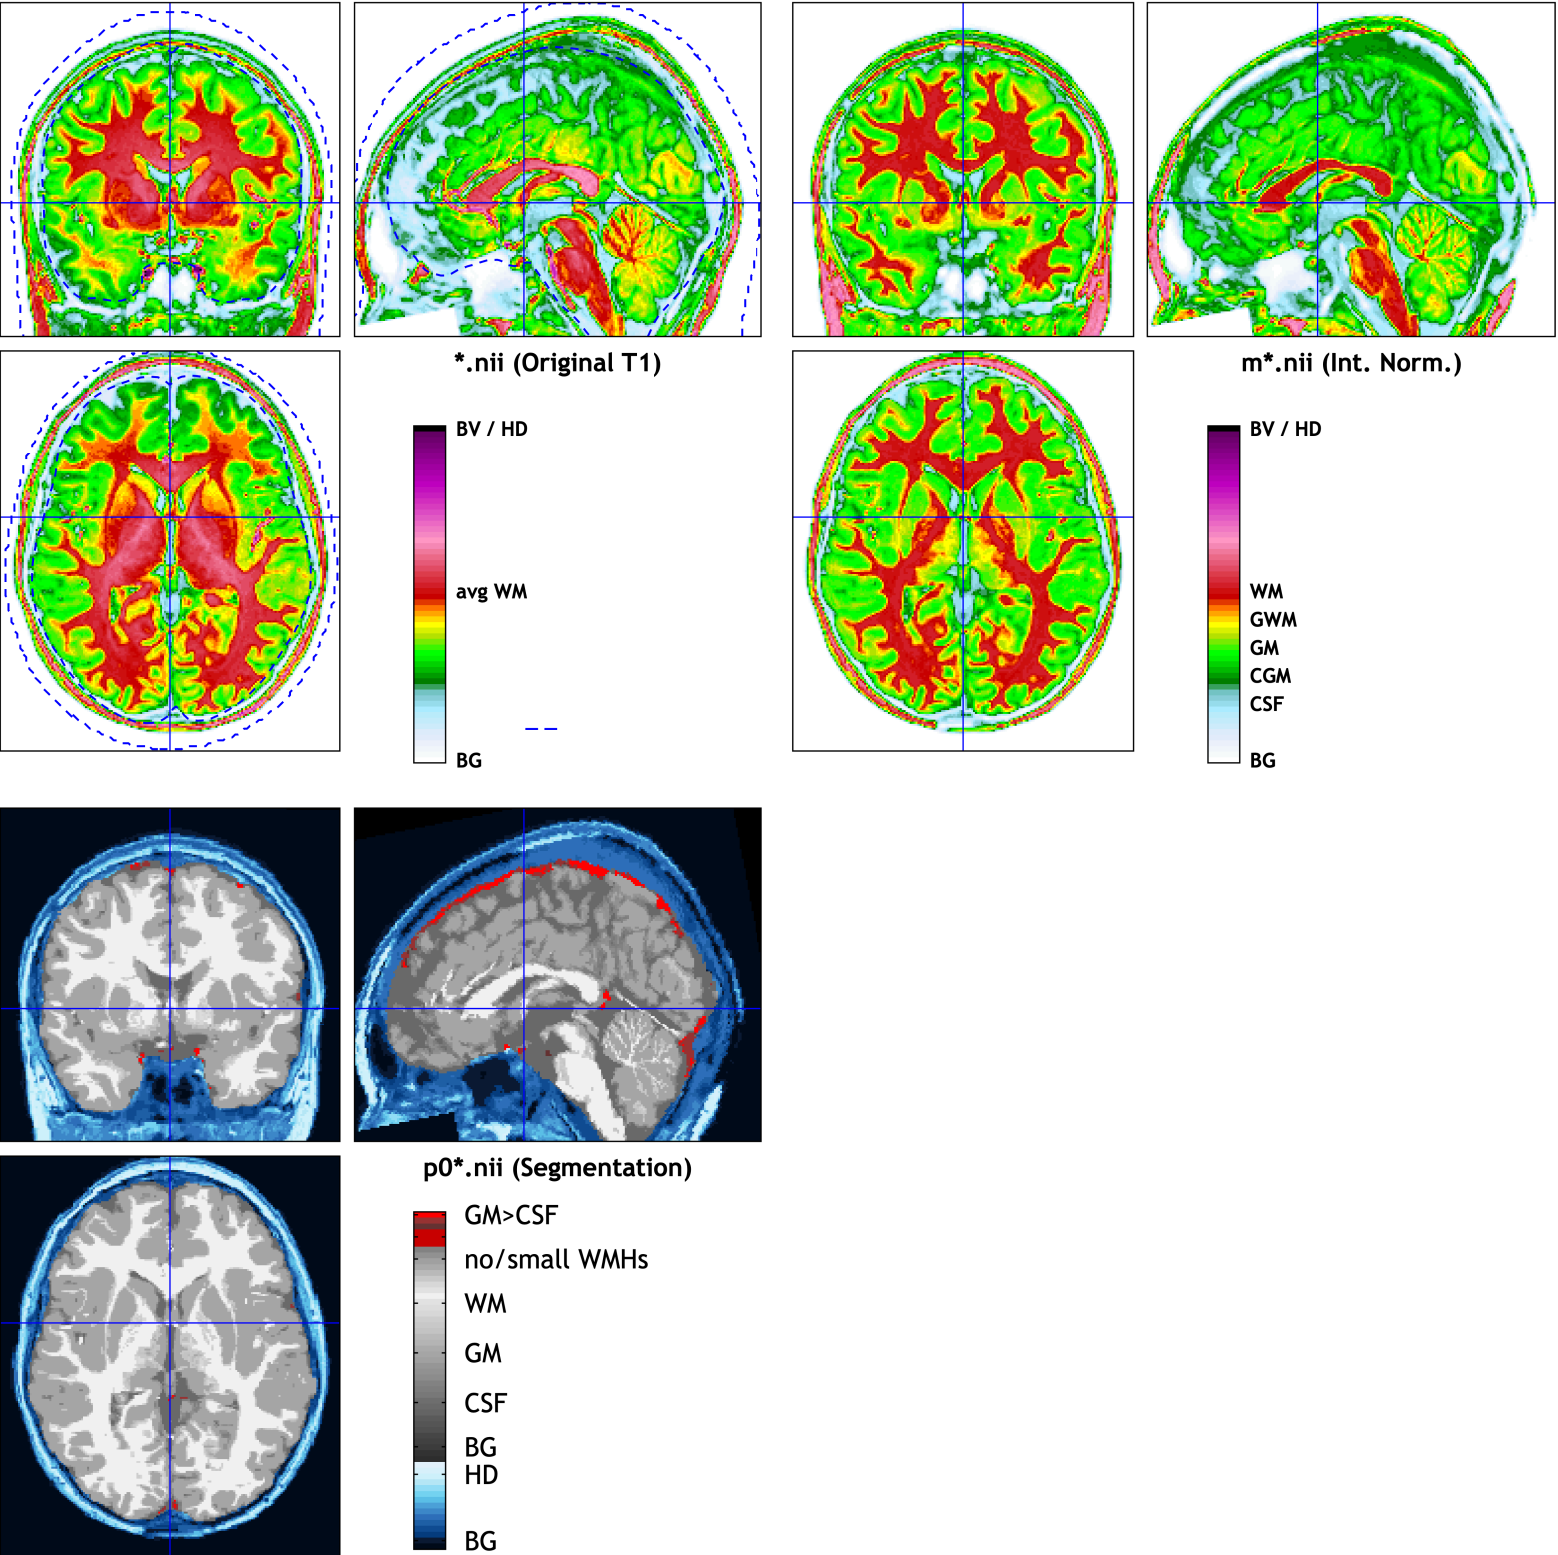 *.nii (Original T1)
BV / HD
avg WM
BG
m*.nii (Int. Norm.)
BV / HD
WM
GWM
GM
CGM
CSF
BG
p0*.nii (Segmentation)
GM>CSF
no/small WMHs
WM
GM
CSF
BG
HD
BG